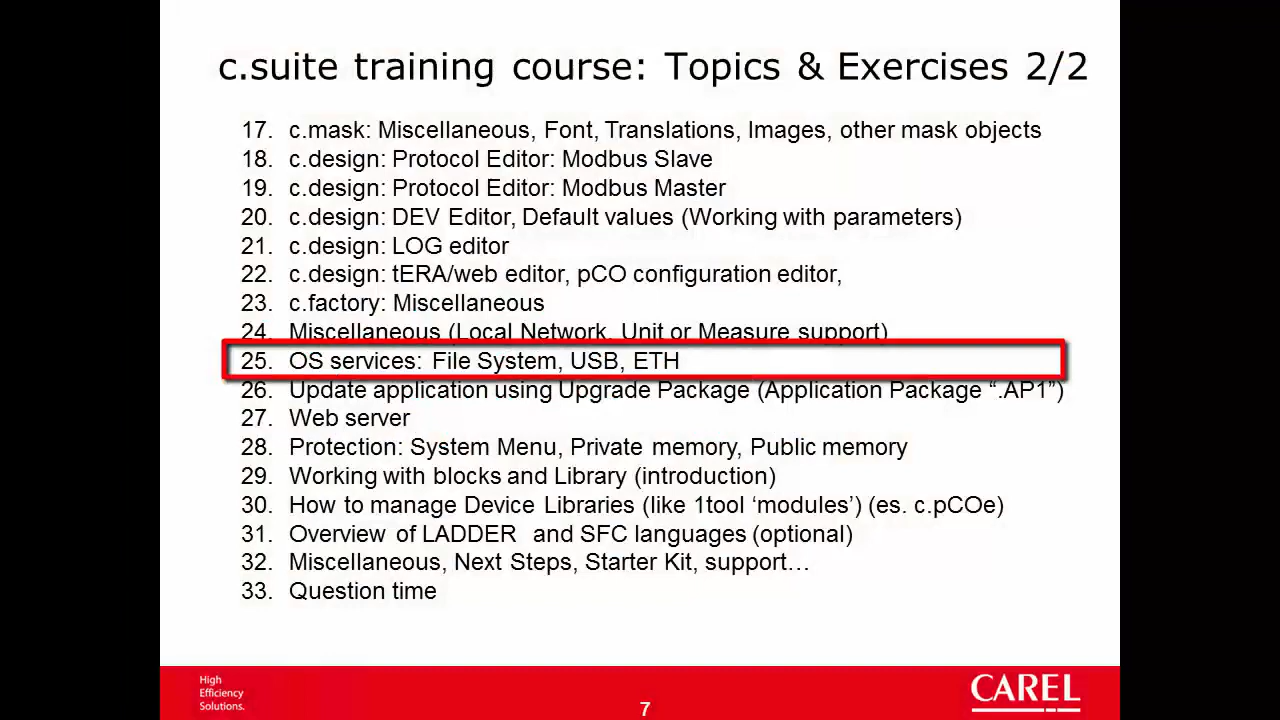 c.suite training course: Topics & Exercises 2/2
17. c.mask: Miscellaneous, Font, Translations, Images, other mask objects
18. c.design: Protocol Editor: Modbus Slave
19. c.design: Protocol Editor: Modbus Master
20. c.design: DEV Editor, Default values (Working with parameters)
21. c.design: LOG editor
22. c.design: tERA/web editor, pCO configuration editor,
23. c.factory: Miscellaneous
24. Miscellaneous (Local Network, Unit or Measure support)
25. OS services: File System, USB, ETH
26. Update application using Upgrade Package (Application Package “.AP1”)
27. Web server
28. Protection: System Menu, Private memory, Public memory
29. Working with blocks and Library (introduction)
30. How to manage Device Libraries (like 1tool ‘modules’) (es. c.pCOe)
31. Overview of LADDER and SFC languages (optional)
32. Miscellaneous, Next Steps, Starter Kit, support…
33. Question time
High
Efficiency
Solutions.
7
CAREL